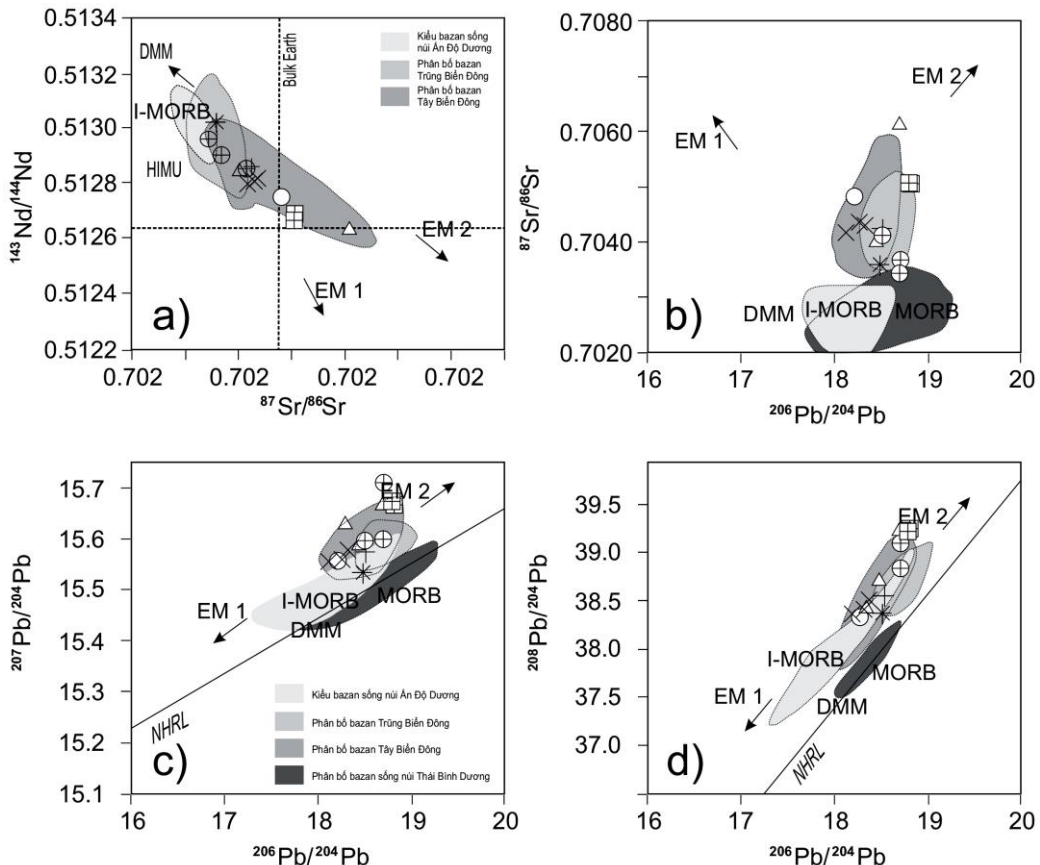 0.5134
0.5132
0.5130
0.5128
0.5126
0.5124
0.5122
¹⁴³Nd/¹⁴⁴Nd
DMM
I-MORB
HIMU
Bulk Earth
Kiểu bazan sống
núi Ấn Độ Dương
Phân bố bazan
Trũng Biển Đông
Phân bố bazan
Tây Biển Đông
EM 2
EM 1
a)
0.702
0.702
0.702
0.702
⁸⁷Sr/⁸⁶Sr
0.7080
0.7060
0.7040
0.7020
⁸⁷Sr/⁸⁶Sr
EM 2
EM 1
DMM
I-MORB
MORB
b)
16
17
18
19
20
²⁰⁶Pb/²⁰⁴Pb
15.7
15.6
15.5
15.4
15.3
15.2
15.1
²⁰⁷Pb/²⁰⁴Pb
EM 2
EM 1
I-MORB
MORB
DMM
NHRL
Kiểu bazan sống núi Ấn Độ Dương
Phân bố bazan Trũng Biển Đông
Phân bố bazan Tây Biển Đông
Phân bố bazan sống núi Thái Bình Dương
c)
16
17
18
19
20
²⁰⁶Pb/²⁰⁴Pb
39.5
39.0
38.5
38.0
37.5
37.0
²⁰⁸Pb/²⁰⁴Pb
EM 2
I-MORB
MORB
EM 1
DMM
NHRL
d)
16
17
18
19
20
²⁰⁶Pb/²⁰⁴Pb